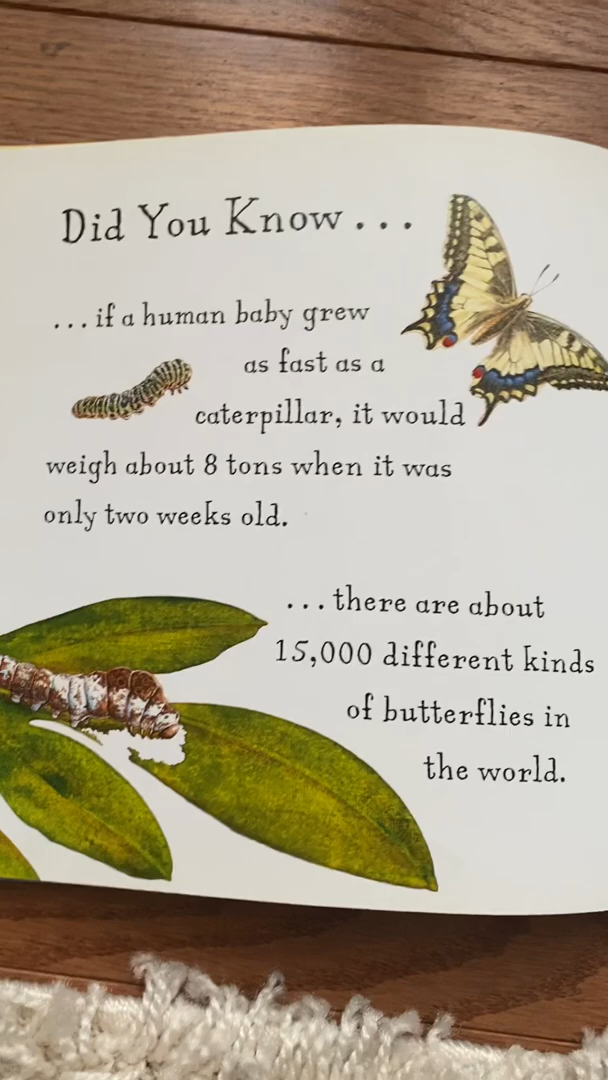 Did You Know...
...if a human baby grew
as fast as a
caterpillar, it would
weigh about 8 tons when it was
only two weeks old.
...there are about
15,000 different kinds
of butterflies in
the world.